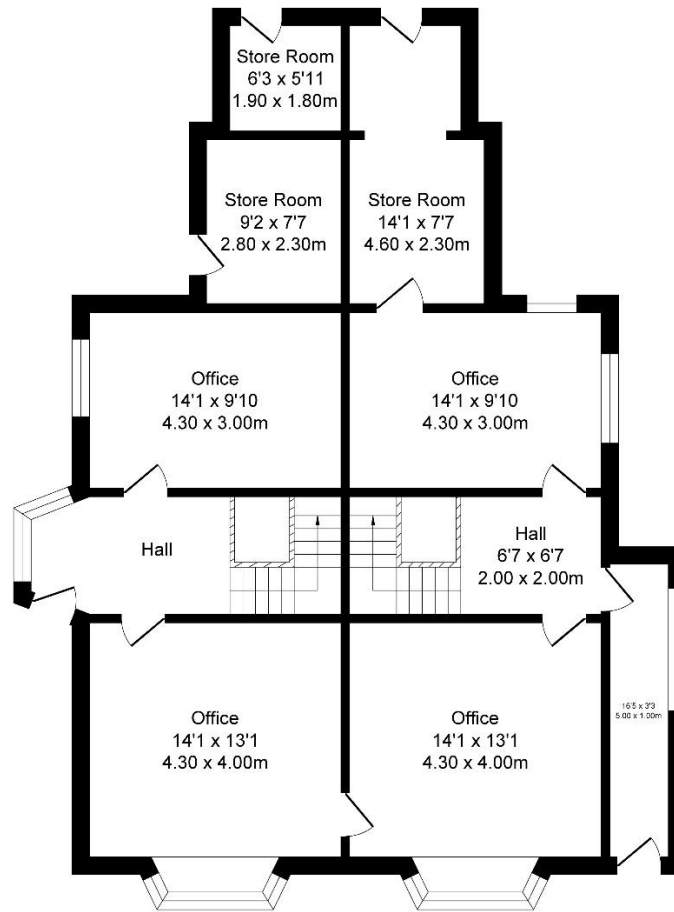 Store Room
6'3 x 5'11
1.90 x 1.80m
Store Room
9'2 x 7'7
2.80 x 2.30m
Store Room
14'1 x 7'7
4.60 x 2.30m
Office
14'1 x 9'10
4.30 x 3.00m
Office
14'1 x 9'10
4.30 x 3.00m
Hall
Hall
6'7 x 6'7
2.00 x 2.00m
Office
14'1 x 13'1
4.30 x 4.00m
Office
14'1 x 13'1
4.30 x 4.00m
16'5 x 3'3
5.00 x 1.00m